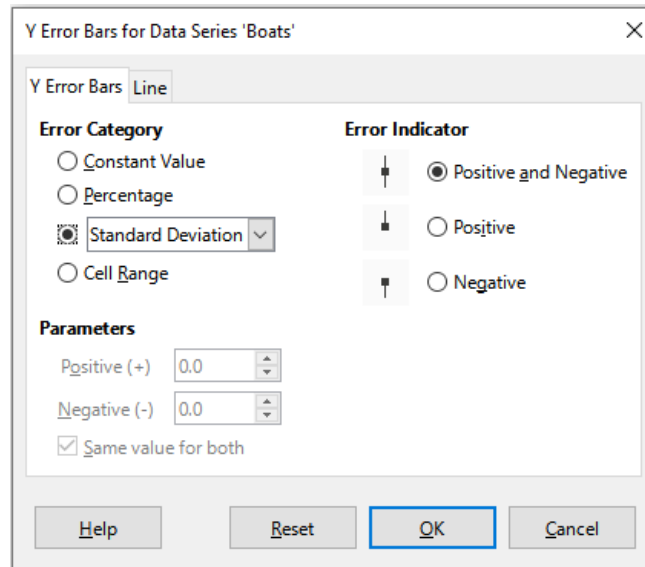 Y Error Bars for Data Series 'Boats'
Y Error Bars
Line
Error Category
Constant Value
Percentage
Standard Deviation
Cell Range
Error Indicator
Positive and Negative
Positive
Negative
Parameters
Positive (+) 0.0
Negative (-) 0.0
Same value for both
Help Reset OK Cancel